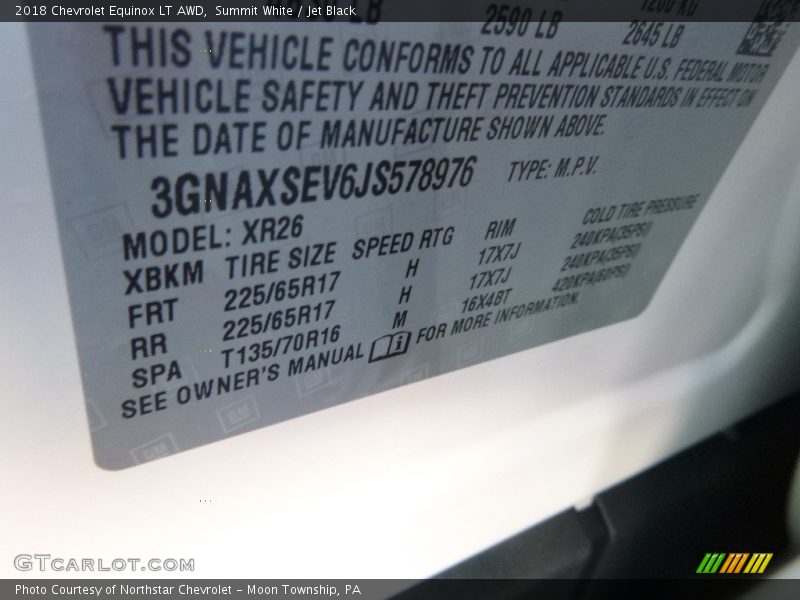 2018 Chevrolet Equinox LT AWD, Summit White / Jet Black
2590 LB
2645 LB
THIS VEHICLE CONFORMS TO ALL APPLICABLE U.S. FEDERAL MOTOR
VEHICLE SAFETY AND THEFT PREVENTION STANDARDS IN EFFECT ON
THE DATE OF MANUFACTURE SHOWN ABOVE.
3GNAXSEV6JS578976 TYPE: M.P.V.
MODEL: XR26
XBKM TIRE SIZE SPEED RTG RIM COLD TIRE PRESSURE
FRT 225/65R17 H 17X7J 240KPA(35PSI)
RR 225/65R17 H 17X7J 240KPA(35PSI)
SPA T135/70R16 M 16X4BT 420KPA(60PSI)
SEE OWNER'S MANUAL FOR MORE INFORMATION.
GM GM
GTCARLOT.COM
Photo Courtesy of Northstar Chevrolet - Moon Township, PA